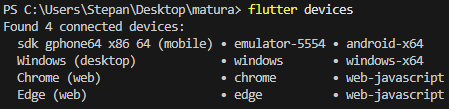 PS C:\Users\Stepan\Desktop\matura> flutter devices
Found 4 connected devices:
  sdk gphone64 x86 64 (mobile) • emulator-5554 • android-x64
  Windows (desktop)            • windows       • windows-x64
  Chrome (web)                 • chrome        • web-javascript
  Edge (web)                   • edge          • web-javascript